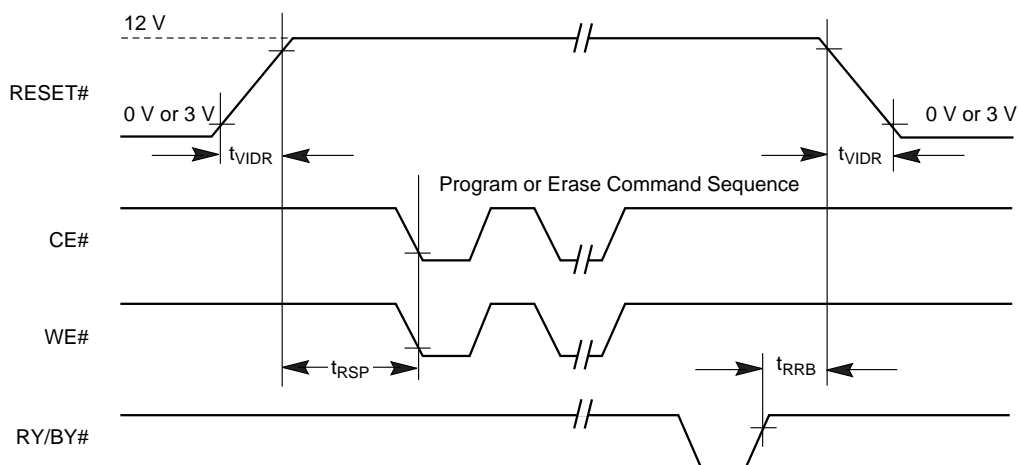 12 V
RESET#
0 V or 3 V
0 V or 3 V
tVIDR
tVIDR
Program or Erase Command Sequence
CE#
WE#
tRSP
tRRB
RY/BY#